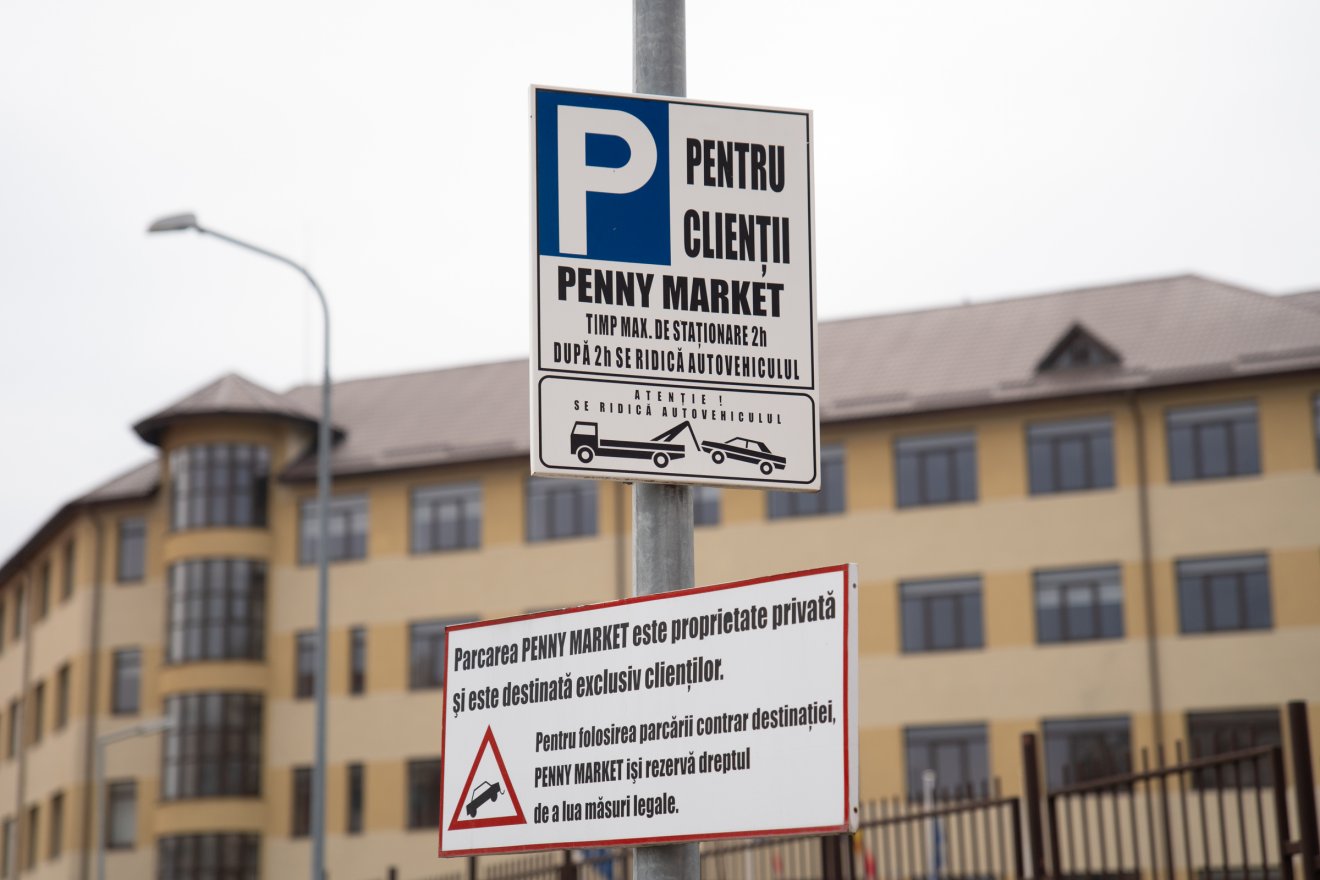 P PENTRU
CLIENȚII
PENNY MARKET
TIMP MAX. DE STAȚIONARE 2h
DUPĂ 2h SE RIDICĂ AUTOVEHICULUL
ATENȚIE !
SE RIDICĂ AUTOVEHICULUL
Parcarea PENNY MARKET este proprietate privată
și este destinată exclusiv clienților.
Pentru folosirea parcării contrar destinației,
PENNY MARKET iși rezervă dreptul
de a lua măsuri legale.